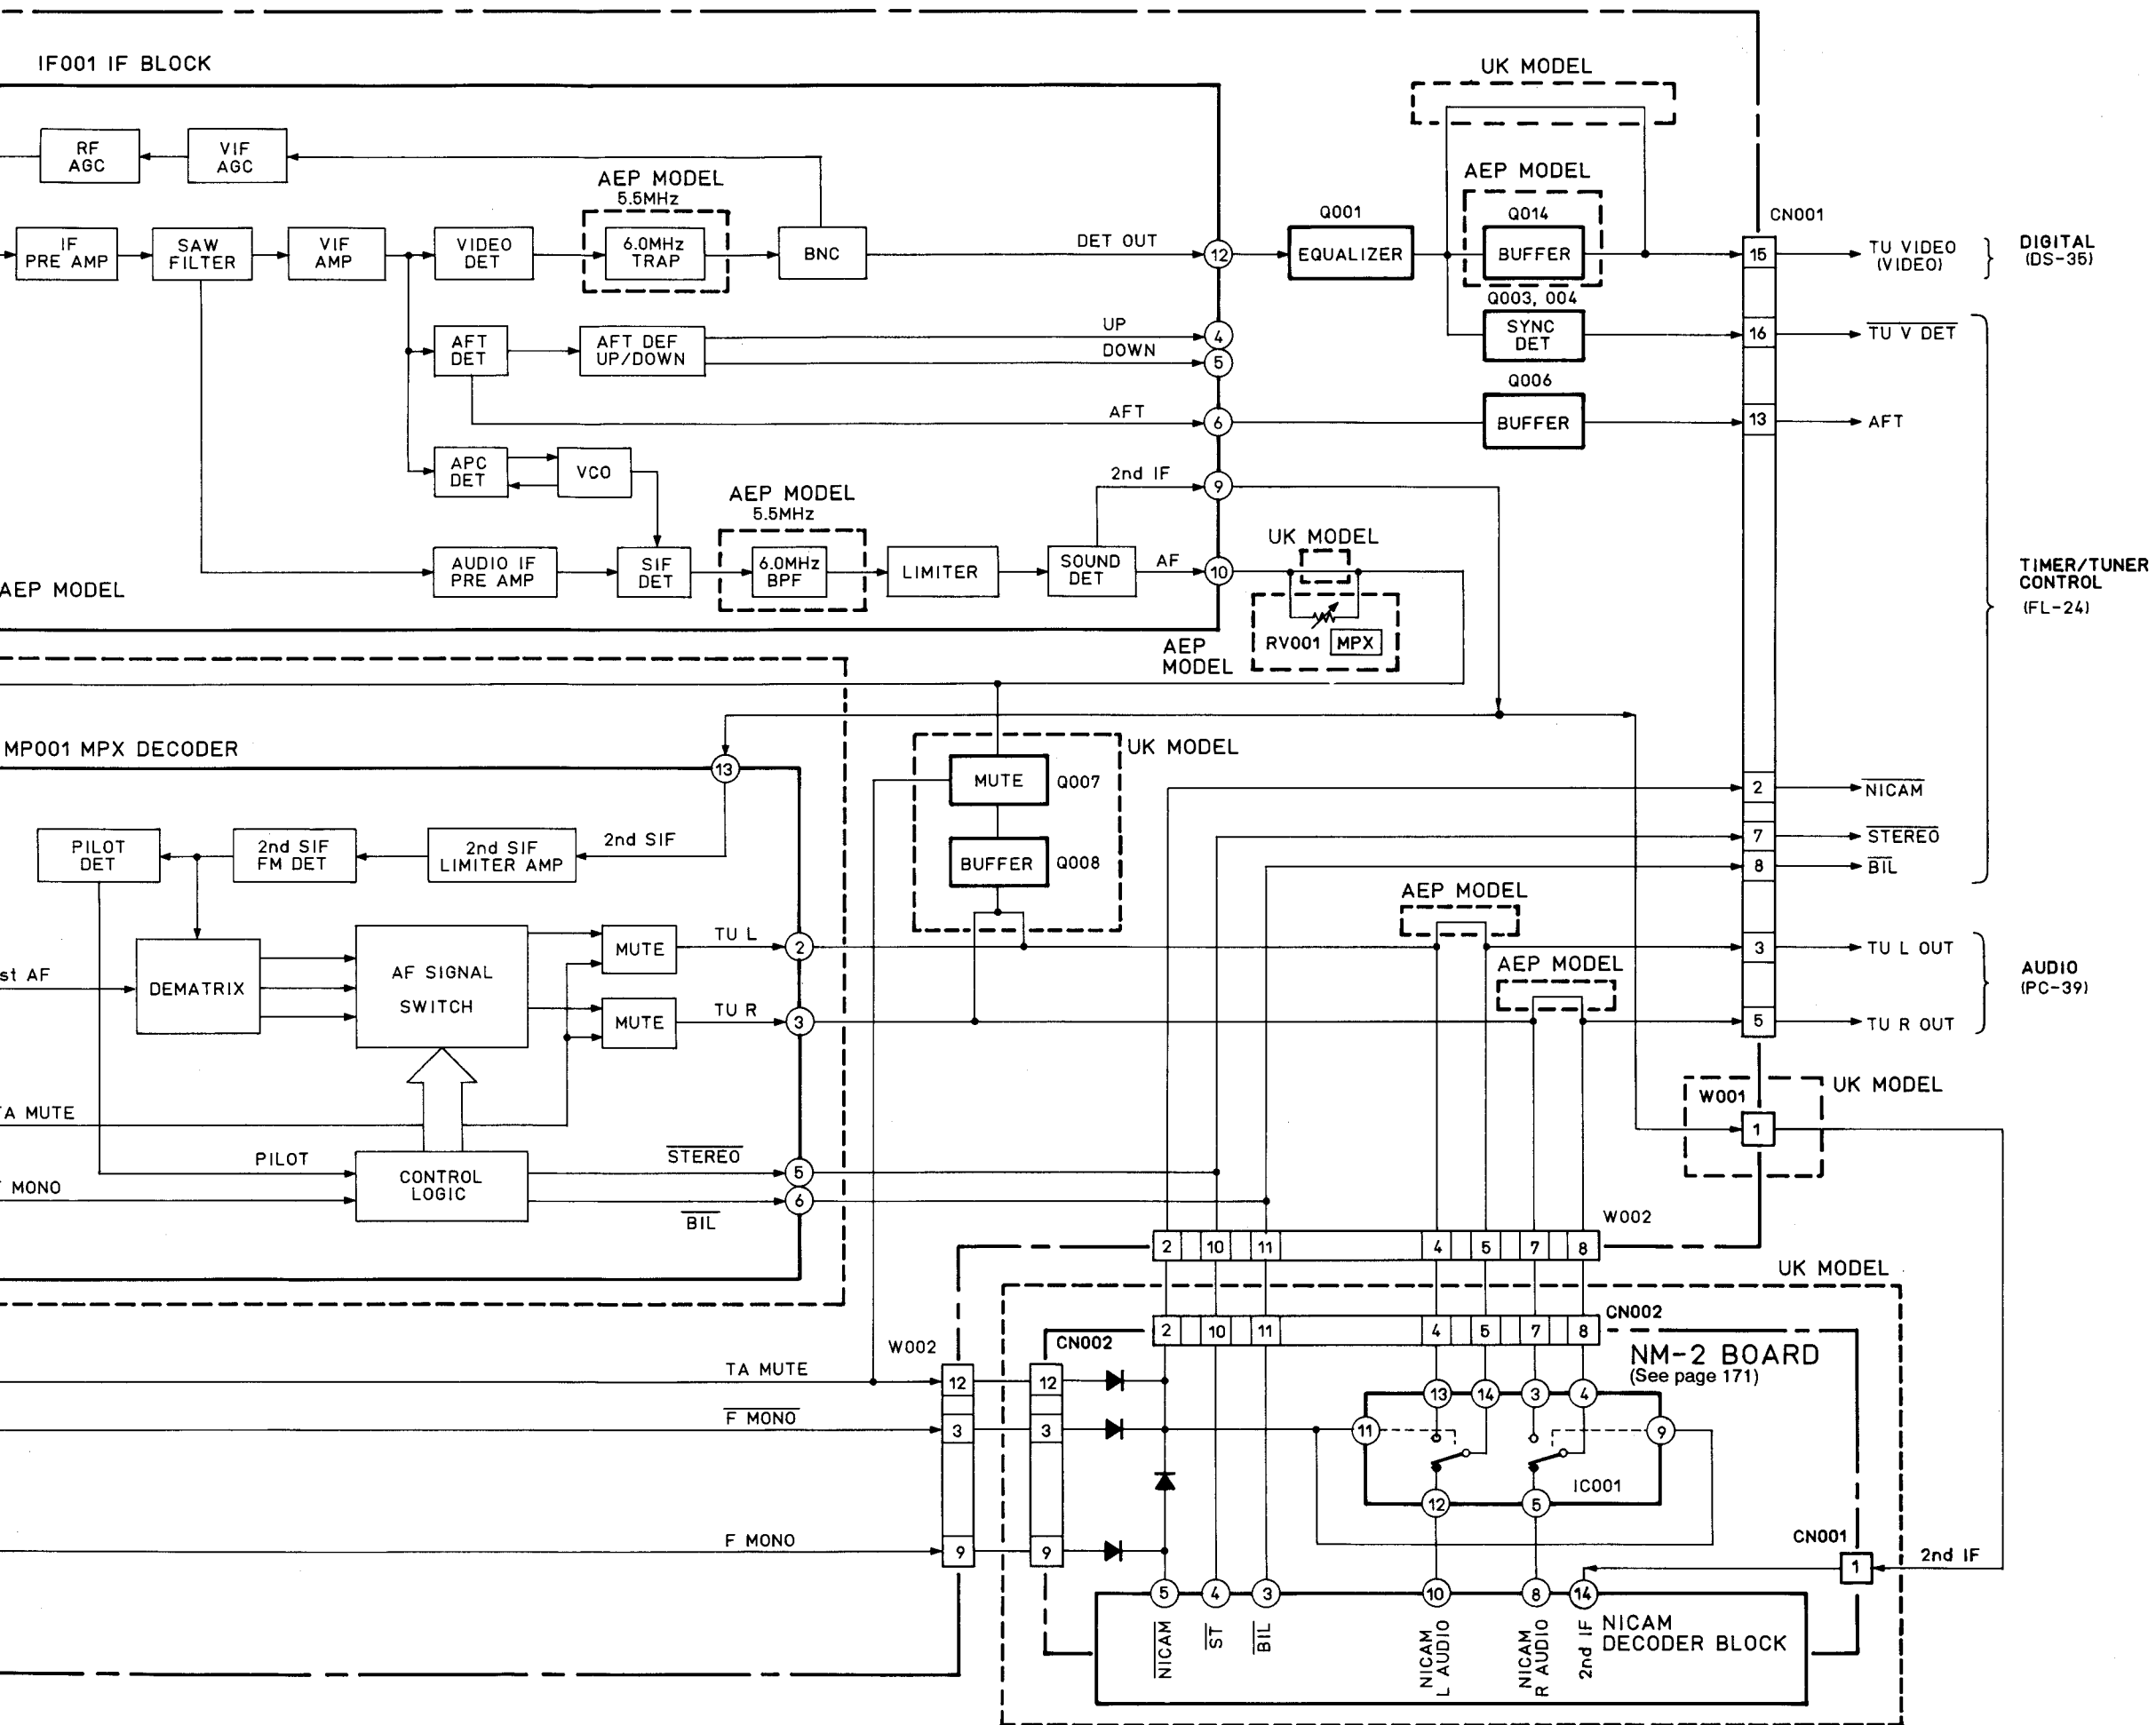 IF001 IF BLOCK
UK MODEL
RF
AGC
VIF
AGC
AEP MODEL
5.5MHz
AEP MODEL
Q001
Q014
CN001
IF
PRE AMP
SAW
FILTER
VIF
AMP
VIDEO
DET
6.0MHz
TRAP
BNC
DET OUT
12
EQUALIZER
BUFFER
15
TU VIDEO
(VIDEO)
DIGITAL
(DS-35)
Q003, 004
AFT
DET
AFT DEF
UP/DOWN
UP
4
DOWN
5
SYNC
DET
16
TU V DET
Q006
AFT
6
BUFFER
13
AFT
APC
DET
VCO
2nd IF
9
AEP MODEL
5.5MHz
UK MODEL
AUDIO IF
PRE AMP
SIF
DET
6.0MHz
BPF
LIMITER
SOUND
DET
AF
10
TIMER/TUNER
CONTROL
(FL-24)
AEP MODEL
RV001
MPX
AEP
MODEL
MP001 MPX DECODER
13
UK MODEL
MUTE
Q007
2
NICAM
PILOT
DET
2nd SIF
FM DET
2nd SIF
LIMITER AMP
2nd SIF
BUFFER
Q008
7
STEREO
8
BIL
AEP MODEL
st AF
DEMATRIX
AF SIGNAL
SWITCH
MUTE
TU L
2
3
TU L OUT
AEP MODEL
AUDIO
(PC-39)
MUTE
TU R
3
5
TU R OUT
TA MUTE
UK MODEL
W001
1
PILOT
CONTROL
LOGIC
STEREO
5
MONO
6
BIL
W002
2
10
11
4
5
7
8
UK MODEL
CN002
2
10
11
4
5
7
8
W002
CN002
NM-2 BOARD
(See page 171)
TA MUTE
12
12
13
14
3
4
F MONO
3
3
11
9
IC001
12
5
F MONO
9
9
CN001
1
2nd IF
5
4
3
10
8
14
NICAM
ST
BIL
NICAM
L AUDIO
NICAM
R AUDIO
2nd IF
NICAM
DECODER BLOCK